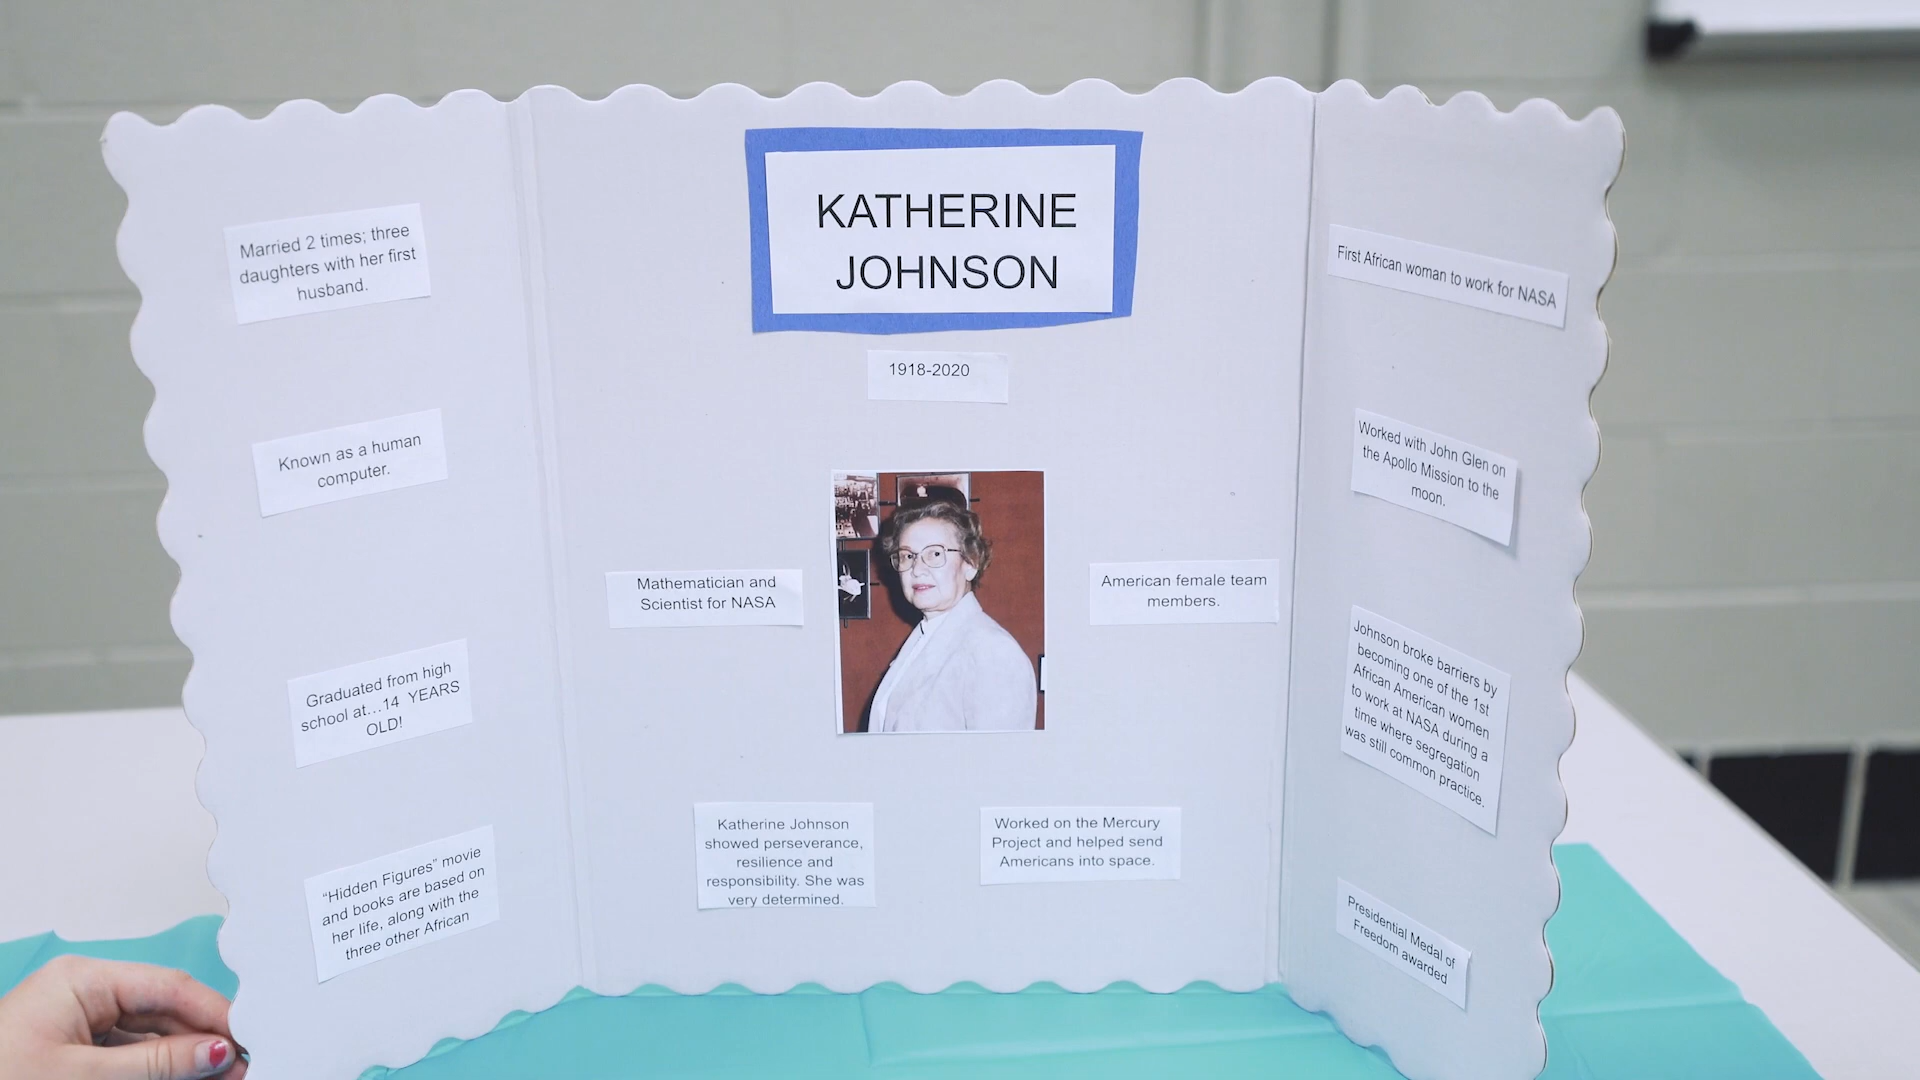 KATHERINE
JOHNSON
1918-2020
Married 2 times; three
daughters with her first
husband.
Known as a human
computer.
Graduated from high
school at...14 YEARS
OLD!
"Hidden Figures" movie
and books are based on
her life, along with the
three other African
Mathematician and
Scientist for NASA
American female team
members.
Katherine Johnson
showed perseverance,
resilience and
responsibility. She was
very determined.
Worked on the Mercury
Project and helped send
Americans into space.
First African woman to work for NASA
Worked with John Glen on
the Apollo Mission to the
moon.
Johnson broke barriers by
becoming one of the 1st
African American women
to work at NASA during a
time where segregation
was still common practice.
Presidential Medal of
Freedom awarded